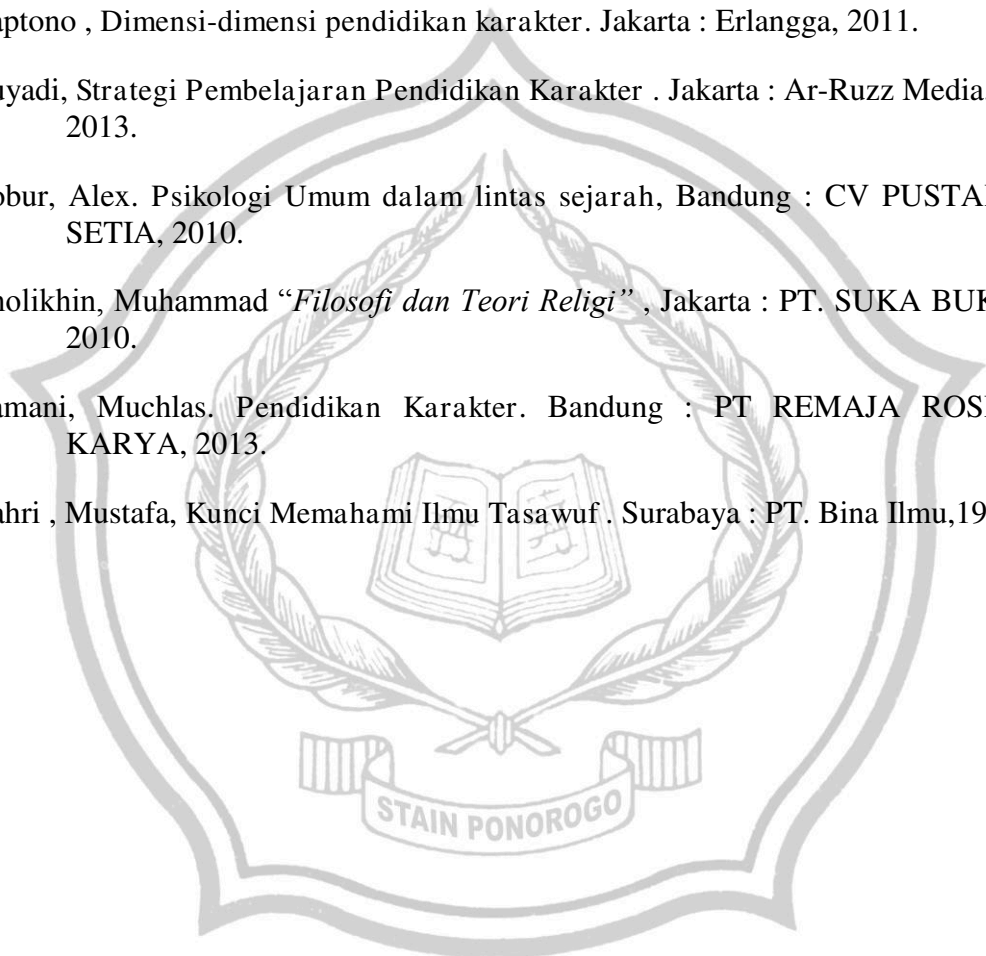 aptono , Dimensi-dimensi pendidikan karakter. Jakarta : Erlangga, 2011.
uyadi, Strategi Pembelajaran Pendidikan Karakter . Jakarta : Ar-Ruzz Media.
2013.
obur, Alex. Psikologi Umum dalam lintas sejarah, Bandung : CV PUSTA
SETIA, 2010.
holikhin, Muhammad “Filosofi dan Teori Religi” , Jakarta : PT. SUKA BUK
2010.
amani, Muchlas. Pendidikan Karakter. Bandung : PT REMAJA ROS
KARYA, 2013.
ahri , Mustafa, Kunci Memahami Ilmu Tasawuf . Surabaya : PT. Bina Ilmu,19
STAIN PONOROGO